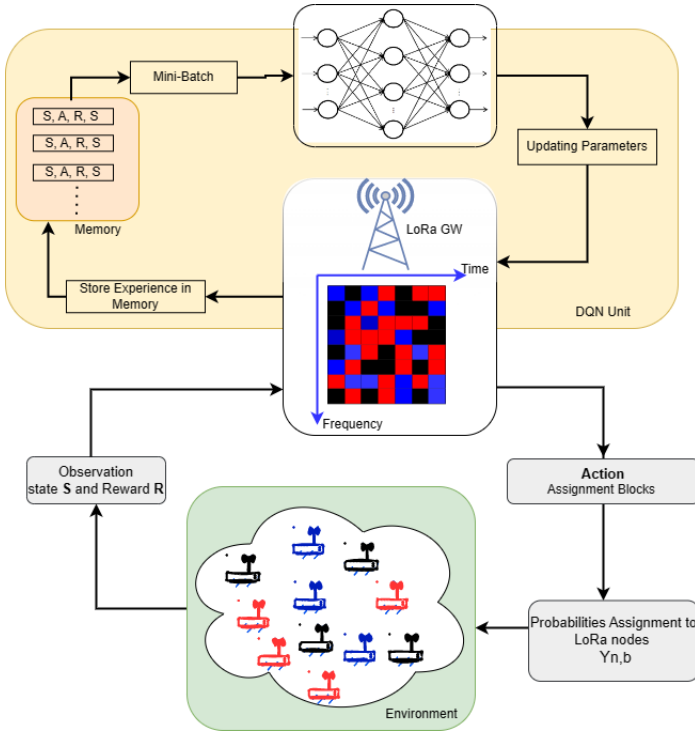 Mini-Batch
S, A, R, S
S, A, R, S
S, A, R, S
Memory
Updating Parameters
LoRa GW
Time
Store Experience in
Memory
DQN Unit
Frequency
Observation
state S and Reward R
Action
Assignment Blocks
Probabilities Assignment to
LoRa nodes
Yn,b
Environment